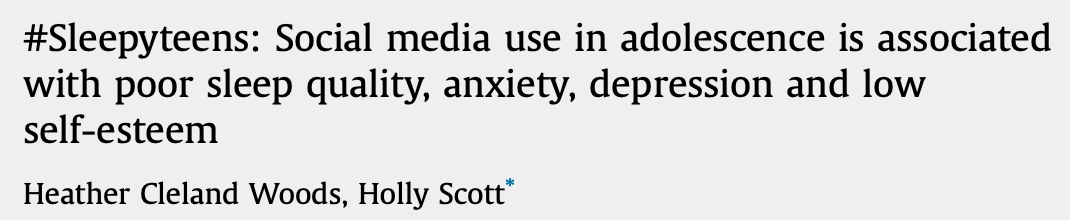 #Sleepyteens: Social media use in adolescence is associated
with poor sleep quality, anxiety, depression and low
self-esteem
Heather Cleland Woods, Holly Scott*